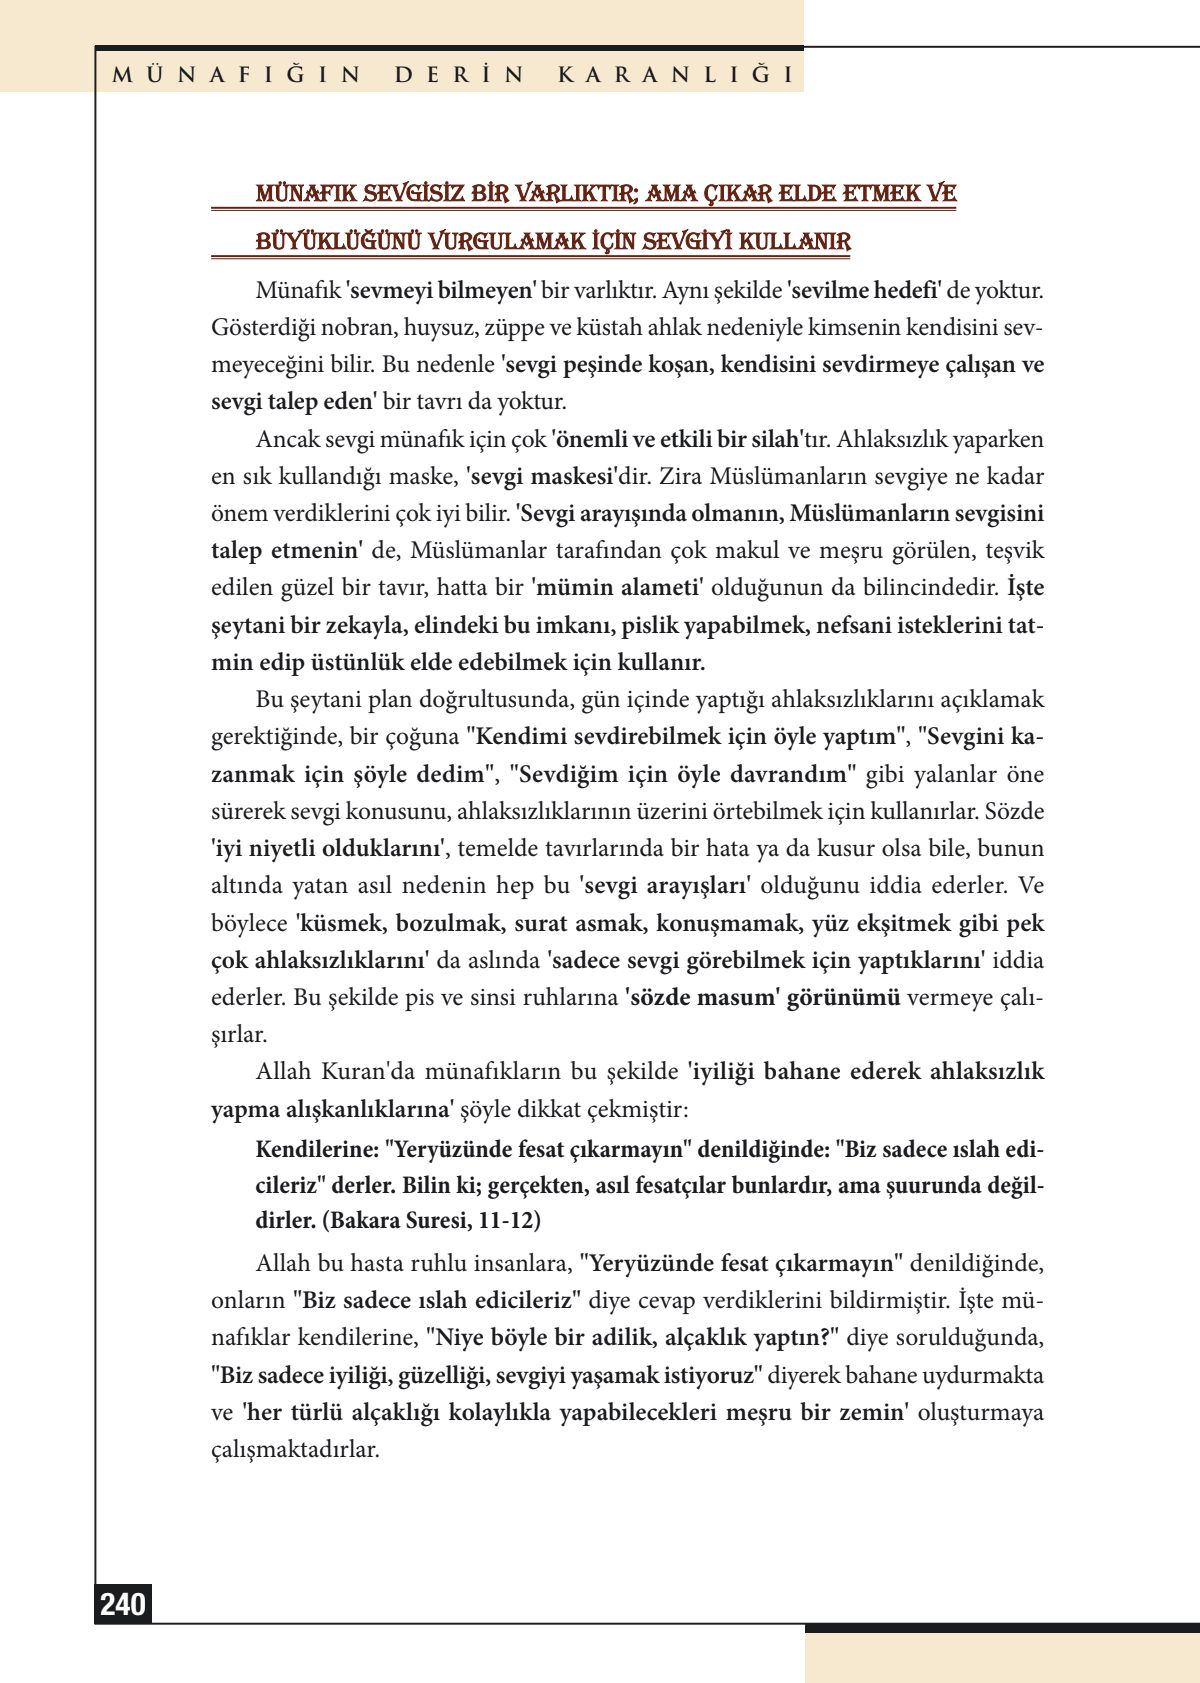 MÜNAFIĞIN DERİN KARANLIĞI
MÜNAFIK SEVGİSİZ BİR VARLIKTIR; AMA ÇIKAR ELDE ETMEK VE
BÜYÜKLÜĞÜNÜ VURGULAMAK İÇİN SEVGİYİ KULLANIR
Münafık 'sevmeyi bilmeyen' bir varlıktır. Aynı şekilde 'sevilme hedefi' de yoktur.
Gösterdiği nobran, huysuz, züppe ve küstah ahlak nedeniyle kimsenin kendisini sev-
meyeceğini bilir. Bu nedenle 'sevgi peşinde koşan, kendisini sevdirmeye çalışan ve
sevgi talep eden' bir tavrı da yoktur.
Ancak sevgi münafık için çok 'önemli ve etkili bir silah'tır. Ahlaksızlık yaparken
en sık kullandığı maske, 'sevgi maskesi'dir. Zira Müslümanların sevgiye ne kadar
önem verdiklerini çok iyi bilir. 'Sevgi arayışında olmanın, Müslümanların sevgisini
talep etmenin' de, Müslümanlar tarafından çok makul ve meşru görülen, teşvik
edilen güzel bir tavır, hatta bir 'mümin alameti' olduğunun da bilincindedir. İşte
şeytani bir zekayla, elindeki bu imkanı, pislik yapabilmek, nefsani isteklerini tat-
min edip üstünlük elde edebilmek için kullanır.
Bu şeytani plan doğrultusunda, gün içinde yaptığı ahlaksızlıklarını açıklamak
gerektiğinde, bir çoğuna "Kendimi sevdirebilmek için öyle yaptım", "Sevgini ka-
zanmak için şöyle dedim", "Sevdiğim için öyle davrandım" gibi yalanlar öne
sürerek sevgi konusunu, ahlaksızlıklarının üzerini örtebilmek için kullanırlar. Sözde
'iyi niyetli olduklarını', temelde tavırlarında bir hata ya da kusur olsa bile, bunun
altında yatan asıl nedenin hep bu 'sevgi arayışları' olduğunu iddia ederler. Ve
böylece 'küsmek, bozulmak, surat asmak, konuşmamak, yüz ekşitmek gibi pek
çok ahlaksızlıklarını' da aslında 'sadece sevgi görebilmek için yaptıklarını' iddia
ederler. Bu şekilde pis ve sinsi ruhlarına 'sözde masum' görünümü vermeye çalı-
şırlar.
Allah Kuran'da münafıkların bu şekilde 'iyiliği bahane ederek ahlaksızlık
yapma alışkanlıklarına' şöyle dikkat çekmiştir:
Kendilerine: "Yeryüzünde fesat çıkarmayın" denildiğinde: "Biz sadece ıslah edi-
cileriz" derler. Bilin ki; gerçekten, asıl fesatçılar bunlardır, ama şuurunda değil-
dirler. (Bakara Suresi, 11-12)
Allah bu hasta ruhlu insanlara, "Yeryüzünde fesat çıkarmayın" denildiğinde,
onların "Biz sadece ıslah edicileriz" diye cevap verdiklerini bildirmiştir. İşte mü-
nafıklar kendilerine, "Niye böyle bir adilik, alçaklık yaptın?" diye sorulduğunda,
"Biz sadece iyiliği, güzelliği, sevgiyi yaşamak istiyoruz" diyerek bahane uydurmakta
ve 'her türlü alçaklığı kolaylıkla yapabilecekleri meşru bir zemin' oluşturmaya
çalışmaktadırlar.
240